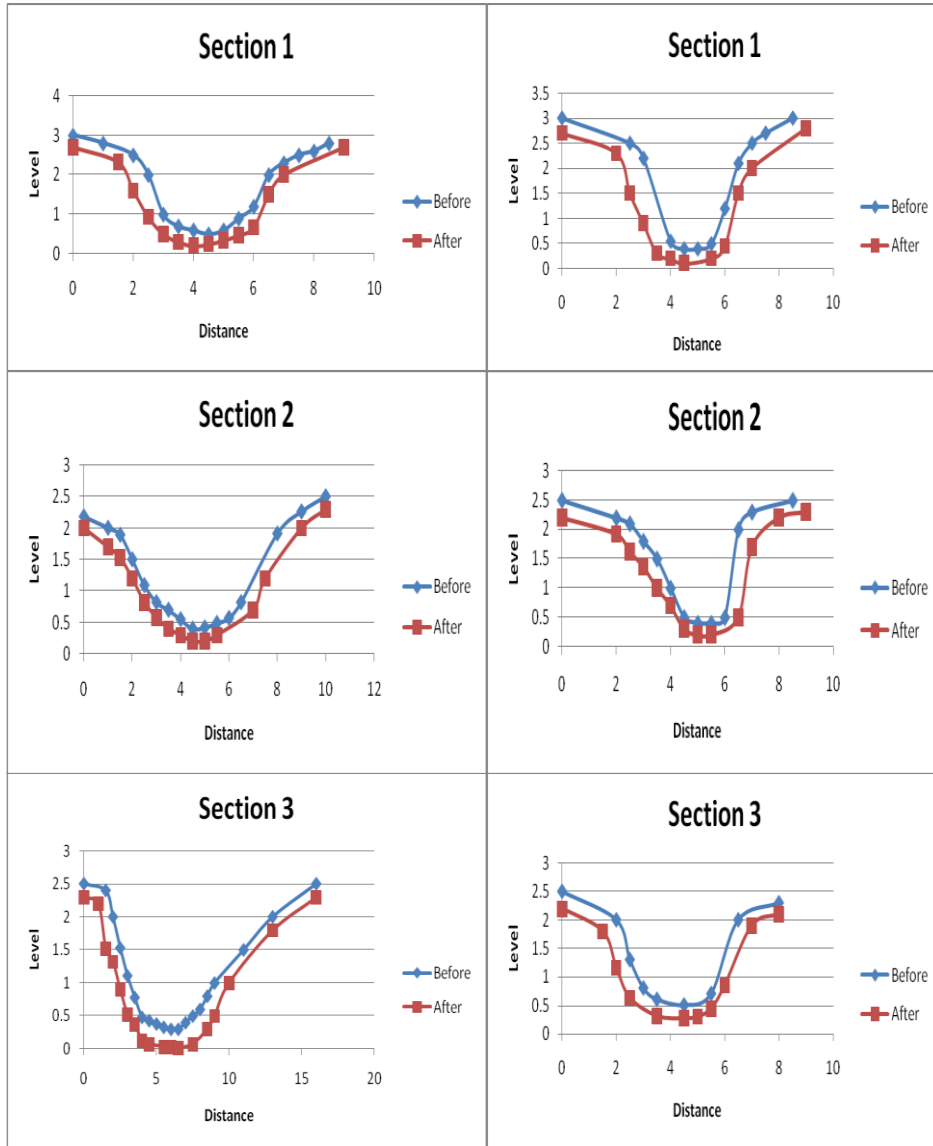 Section 1
4
3
2
1
0
Level
0 2 4 6 8 10
Distance
Before
After
Section 1
3.5
3
2.5
2
1.5
1
0.5
0
Level
0 2 4 6 8 10
Distance
Before
After
Section 2
3
2.5
2
1.5
1
0.5
0
Level
0 2 4 6 8 10 12
Distance
Before
After
Section 2
3
2.5
2
1.5
1
0.5
0
Level
0 2 4 6 8 10
Distance
Before
After
Section 3
3
2.5
2
1.5
1
0.5
0
Level
0 5 10 15 20
Distance
Before
After
Section 3
3
2.5
2
1.5
1
0.5
0
Level
0 2 4 6 8 10
Distance
Before
After